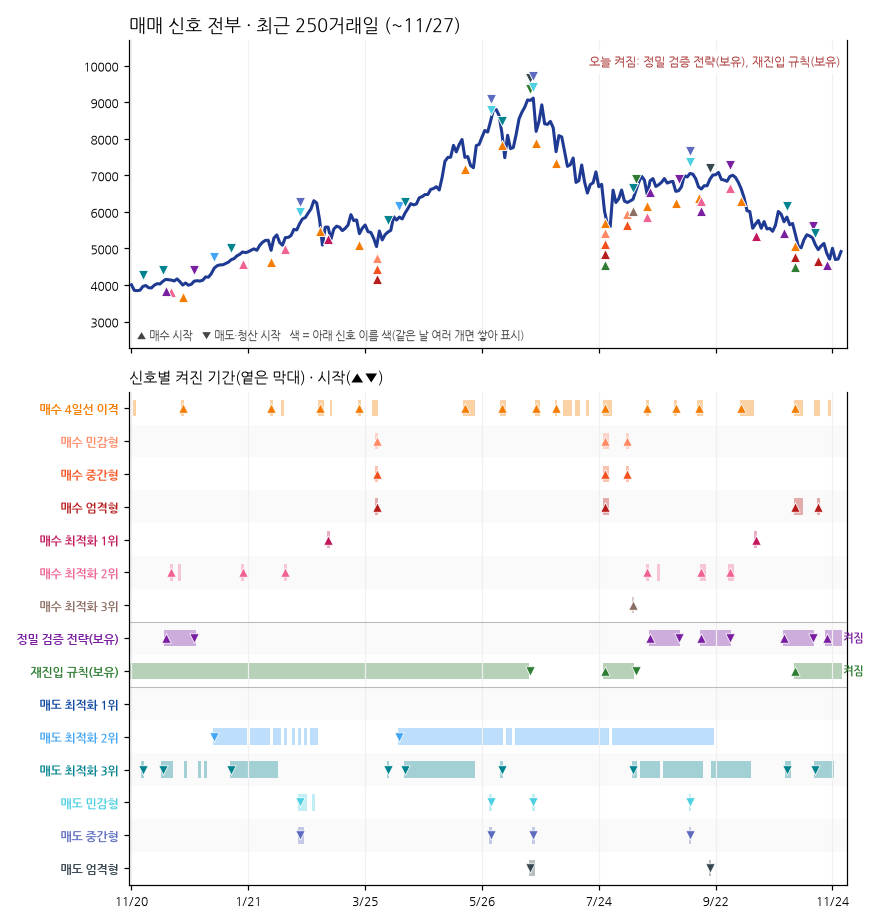 매매 신호 전부 · 최근 250거래일 (~11/27)
오늘 켜짐: 정밀 검증 전략(보유), 재진입 규칙(보유)
10000
9000
8000
7000
6000
5000
4000
3000
▲ 매수 시작 ▼ 매도·청산 시작 색 = 아래 신호 이름 색(같은 날 여러 개면 쌓아 표시)
신호별 켜진 기간(옅은 막대) · 시작(▲▼)
매수 4일선 이격
매수 민감형
매수 중간형
매수 엄격형
매수 최적화 1위
매수 최적화 2위
매수 최적화 3위
정밀 검증 전략(보유) 켜짐
재진입 규칙(보유) 켜짐
매도 최적화 1위
매도 최적화 2위
매도 최적화 3위
매도 민감형
매도 중간형
매도 엄격형
11/20 1/21 3/25 5/26 7/24 9/22 11/24